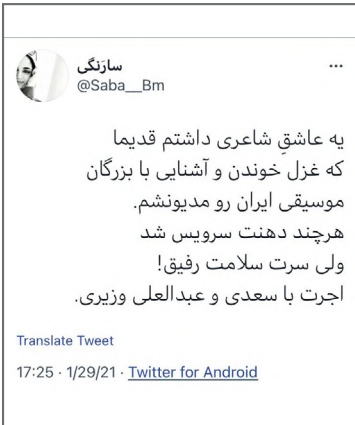 سازنگی
@Saba__Bm
یه عاشقِ شاعری داشتم قدیما
که غزل خوندن و آشنایی با بزرگان
موسیقی ایران رو مدیونشم.
هرچند دهنت سرویس شد
ولی سرت سلامت رفیق!
اجرت با سعدی و عبدالعلی وزیری.
Translate Tweet
17:25 · 1/29/21 · Twitter for Android